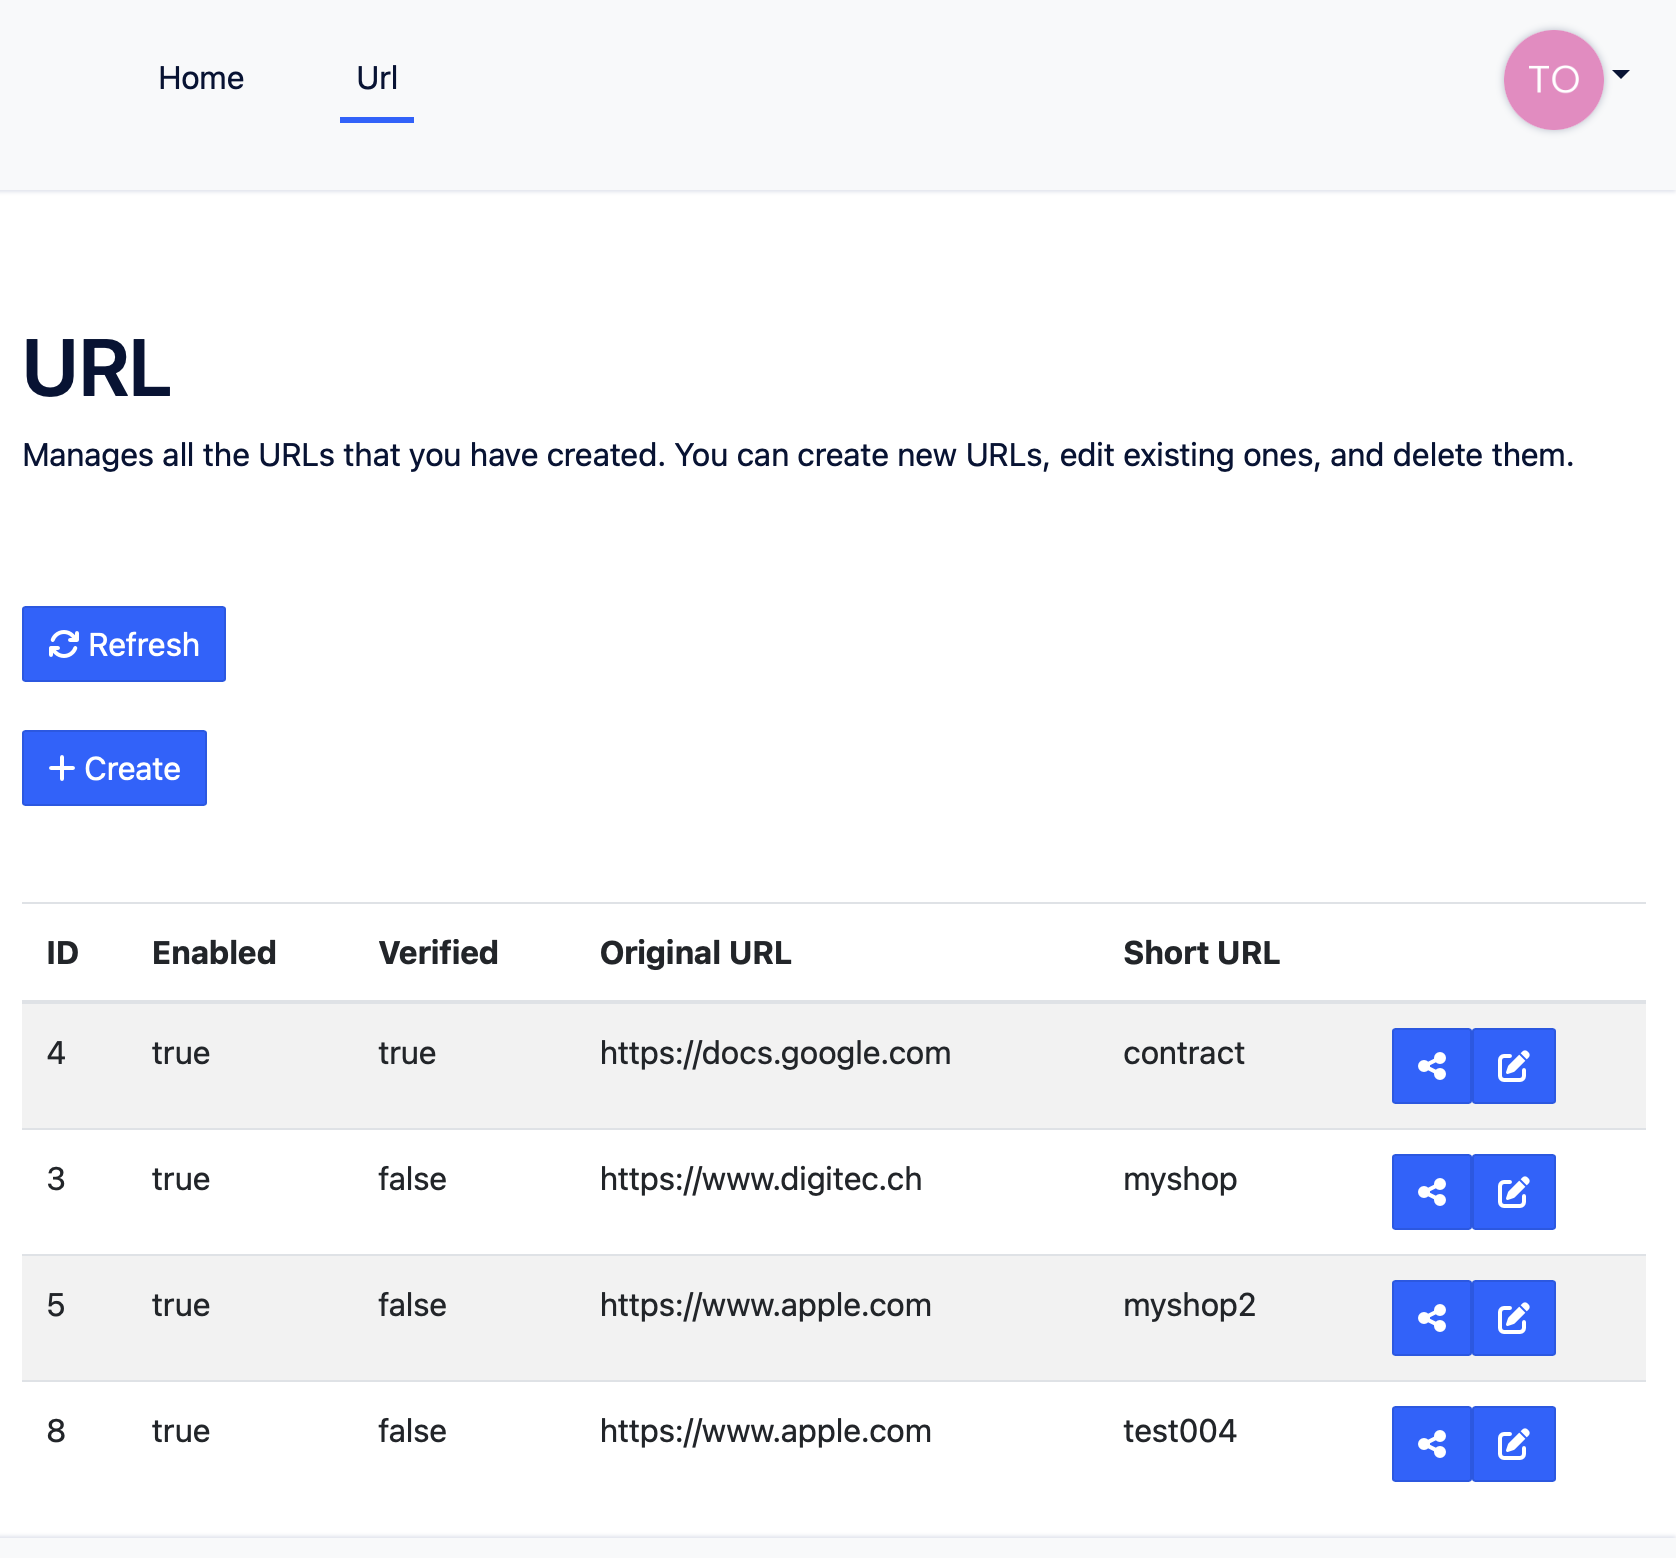 Home Url TO
URL
Manages all the URLs that you have created. You can create new URLs, edit existing ones, and delete them.
Refresh
Create
ID Enabled Verified Original URL Short URL
4 true true https://docs.google.com contract
3 true false https://www.digitec.ch myshop
5 true false https://www.apple.com myshop2
8 true false https://www.apple.com test004